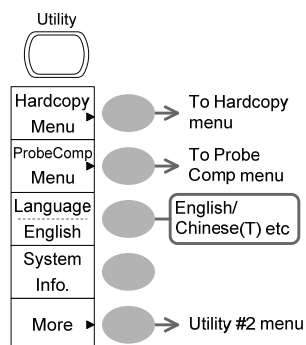 Utility
Hardcopy
Menu
To Hardcopy
menu
ProbeComp
Menu
To Probe
Comp menu
Language
English
English/
Chinese(T) etc
System
Info.
More
Utility #2 menu